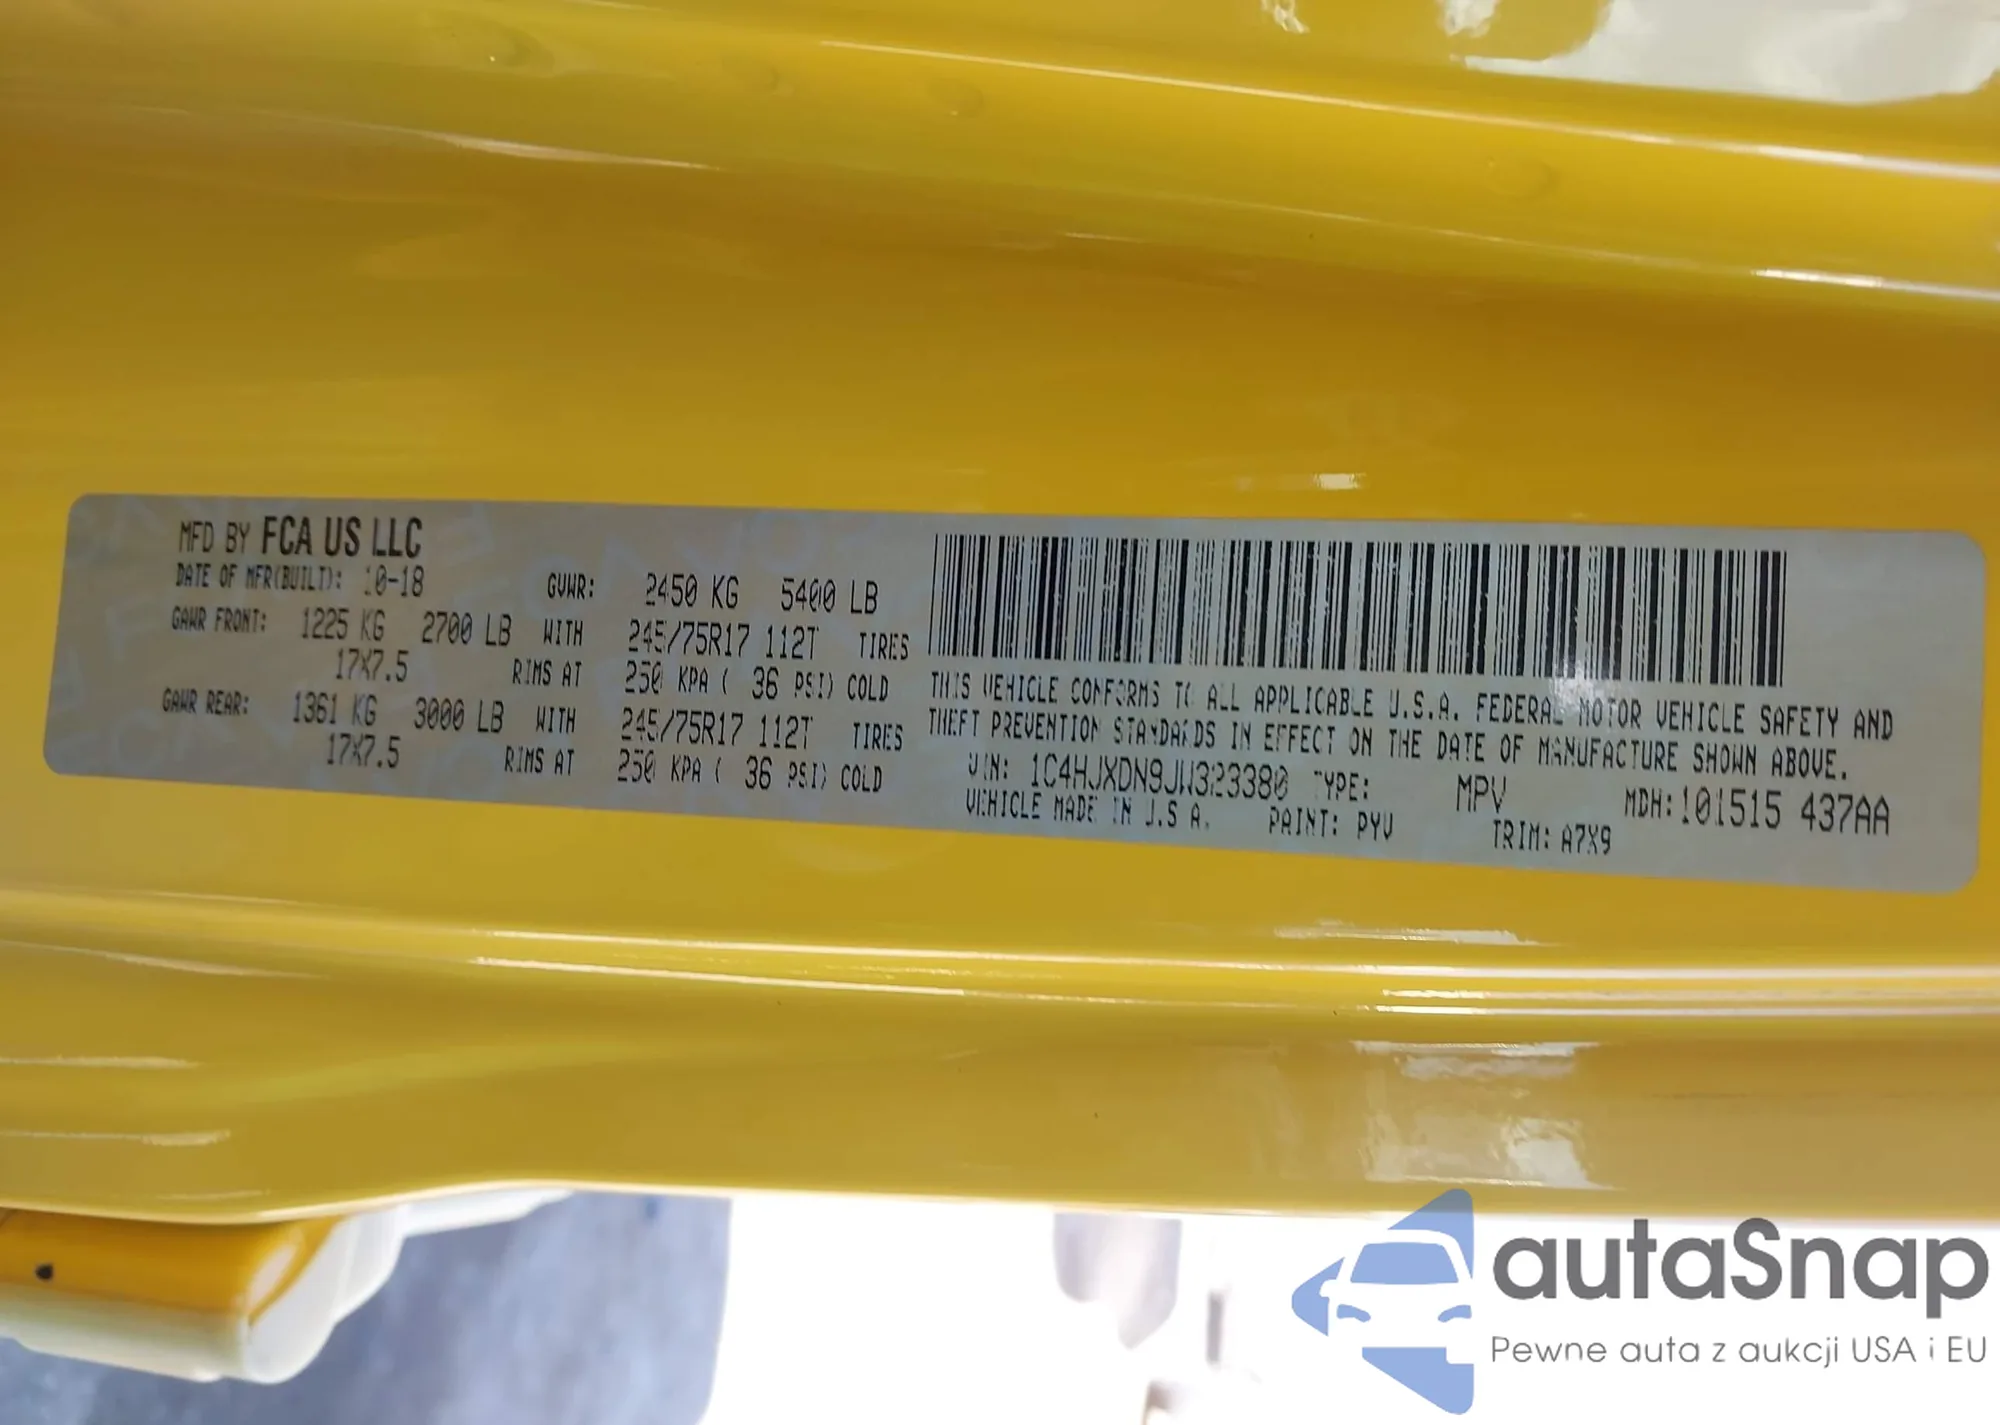 MFD BY FCA US LLC
DATE OF MFR(BUILT): 10-18 GVWR: 2450 KG 5400 LB
GAWR FRONT: 1225 KG 2700 LB WITH 245/75R17 112T TIRES
17X7.5 RIMS AT 250 KPA ( 36 PSI) COLD
GAWR REAR: 1361 KG 3000 LB WITH 245/75R17 112T TIRES
17X7.5 RIMS AT 250 KPA ( 36 PSI) COLD
THIS VEHICLE CONFORMS TO ALL APPLICABLE U.S.A. FEDERAL MOTOR VEHICLE SAFETY AND
THEFT PREVENTION STANDARDS IN EFFECT ON THE DATE OF MANUFACTURE SHOWN ABOVE.
VIN: 1C4HJXDN9JW323380 TYPE: MPV MDH: 101515 437AA
VEHICLE MADE IN U.S.A. PAINT: PYV TRIM: A7X9
autaSnap
Pewne auta z aukcji USA i EU